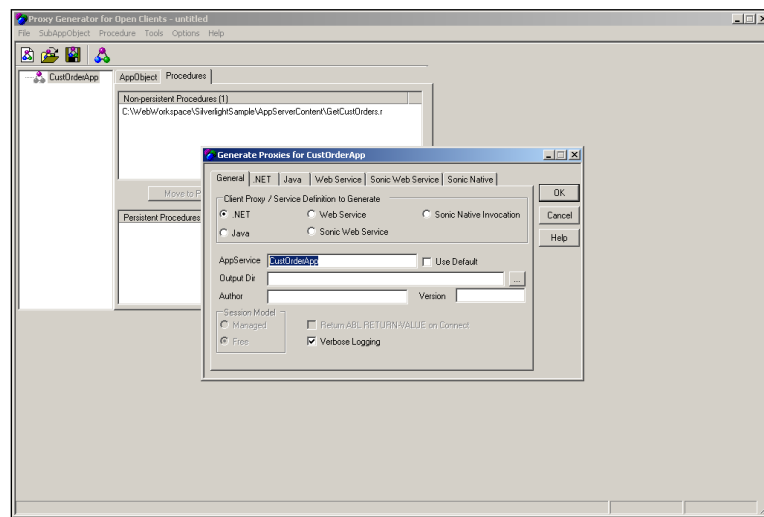 Proxy Generator for Open Clients - untitled
File SubAppObject Procedure Tools Options Help
CustOrderApp
AppObject Procedures
Non-persistent Procedures (1)
C:\WebWorkspace\SilverlightSample\AppServerContent\GetCustOrders.r
Move to P
Persistent Procedures
Generate Proxies for CustOrderApp
General .NET Java Web Service Sonic Web Service Sonic Native
Client Proxy / Service Definition to Generate
.NET Web Service Sonic Native Invocation
Java Sonic Web Service
AppService CustOrderApp Use Default
Output Dir ...
Author Version
Session Model
Managed Return ABL RETURN-VALUE on Connect
Free Verbose Logging
OK
Cancel
Help